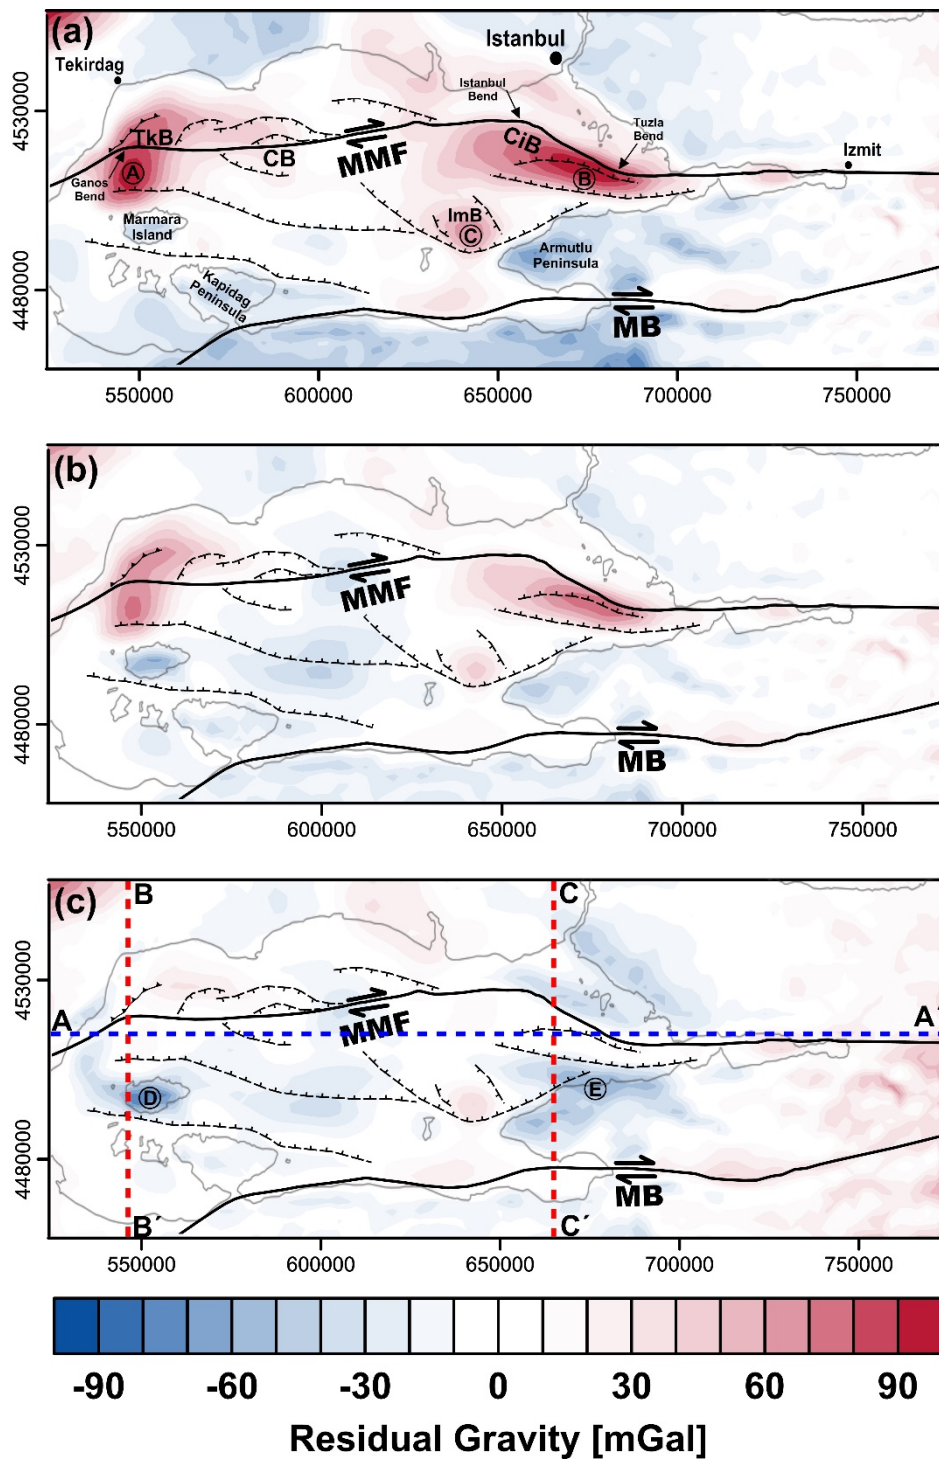 (a)
Istanbul
Tekirdag
Istanbul
Bend
4530000
TkB
CB
MMF
CiB
Tuzla
Bend
Izmit
A
Ganos
Bend
B
Marmara
Island
ImB
C
Armutlu
Peninsula
Kapidag
Peninsula
4480000
MB
550000 600000 650000 700000 750000
(b)
4530000
MMF
4480000
MB
550000 600000 650000 700000 750000
(c)
B
C
4530000
A
A
MMF
D
E
4480000
MB
B´
C´
550000 600000 650000 700000 750000
-90 -60 -30 0 30 60 90
Residual Gravity [mGal]